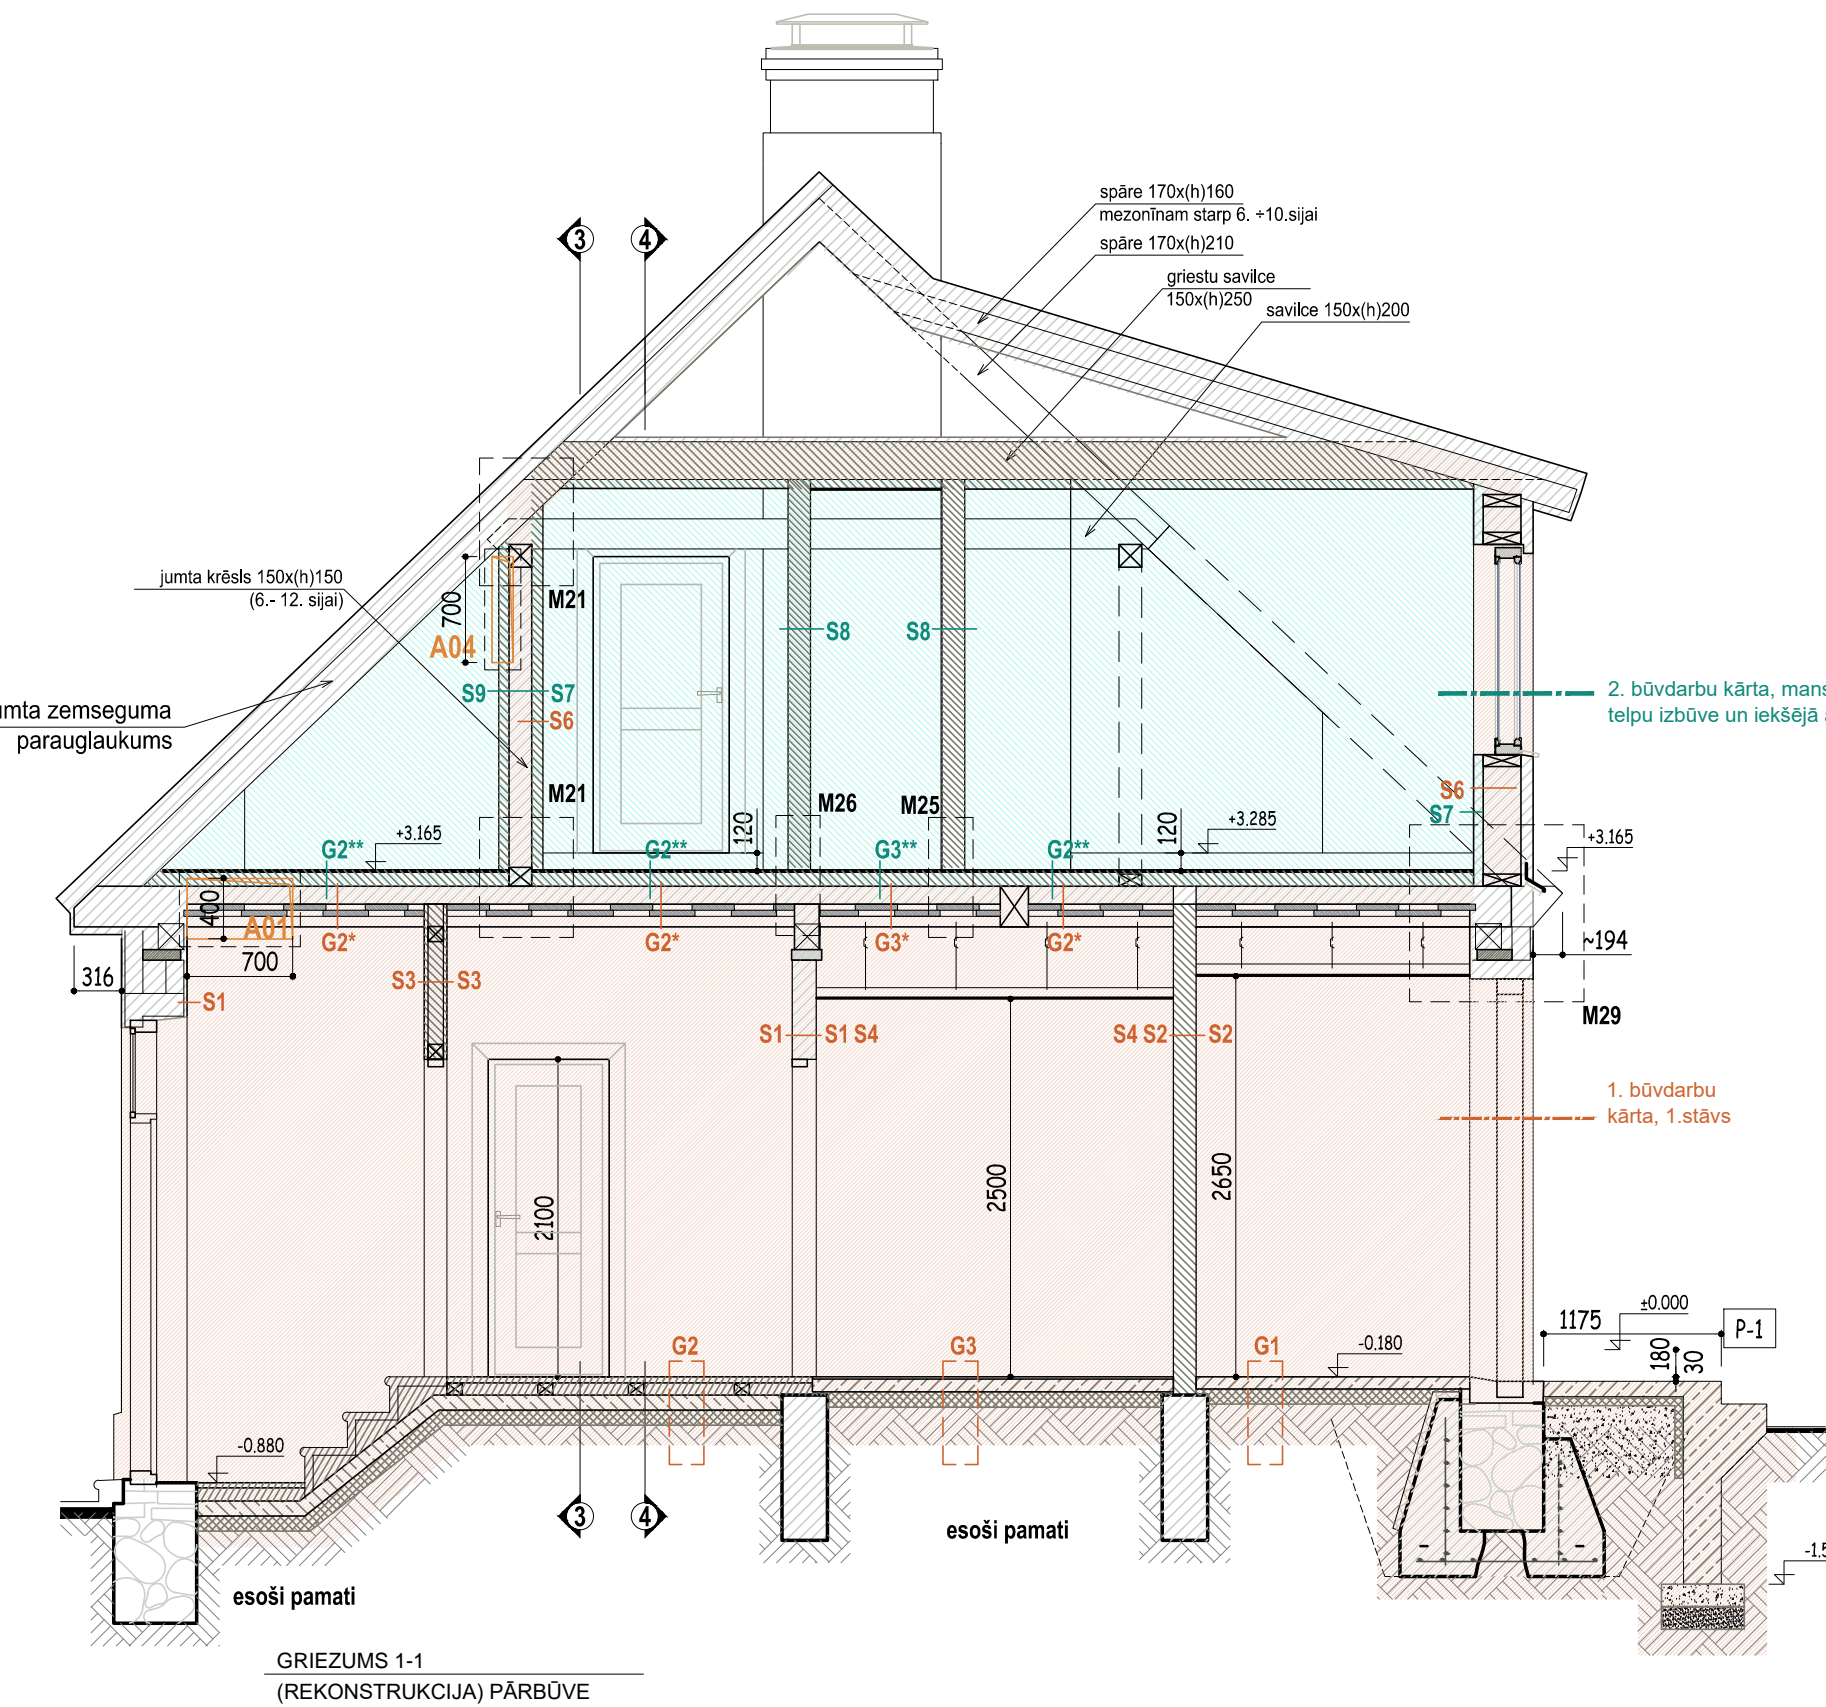 spāre 170x(h)160
mezonīnam starp 6. ÷10.sijai
spāre 170x(h)210
griestu savilce
150x(h)250
savilce 150x(h)200
3
4
jumta krēsls 150x(h)150
(6.- 12. sijai)
700
A04
M21
S8
S8
S9
S7
S6
umta zemseguma
parauglaukums
2. būvdarbu kārta, mans
telpu izbūve un iekšējā
M21
M26
M25
S6
S7
120
120
+3.165
+3.285
+3.165
G2**
G2**
G3**
G2**
400
A01
G2*
G2*
G3*
G2*
700
316
~194
S1
S3
S3
M29
S1
S1 S4
S4 S2
S2
1. būvdarbu
kārta, 1.stāvs
2100
2500
2650
±0.000
1175
P-1
180
30
G2
G3
G1
-0.180
-0.880
3
4
esoši pamati
-1.5
esoši pamati
GRIEZUMS 1-1
(REKONSTRUKCIJA) PĀRBŪVE